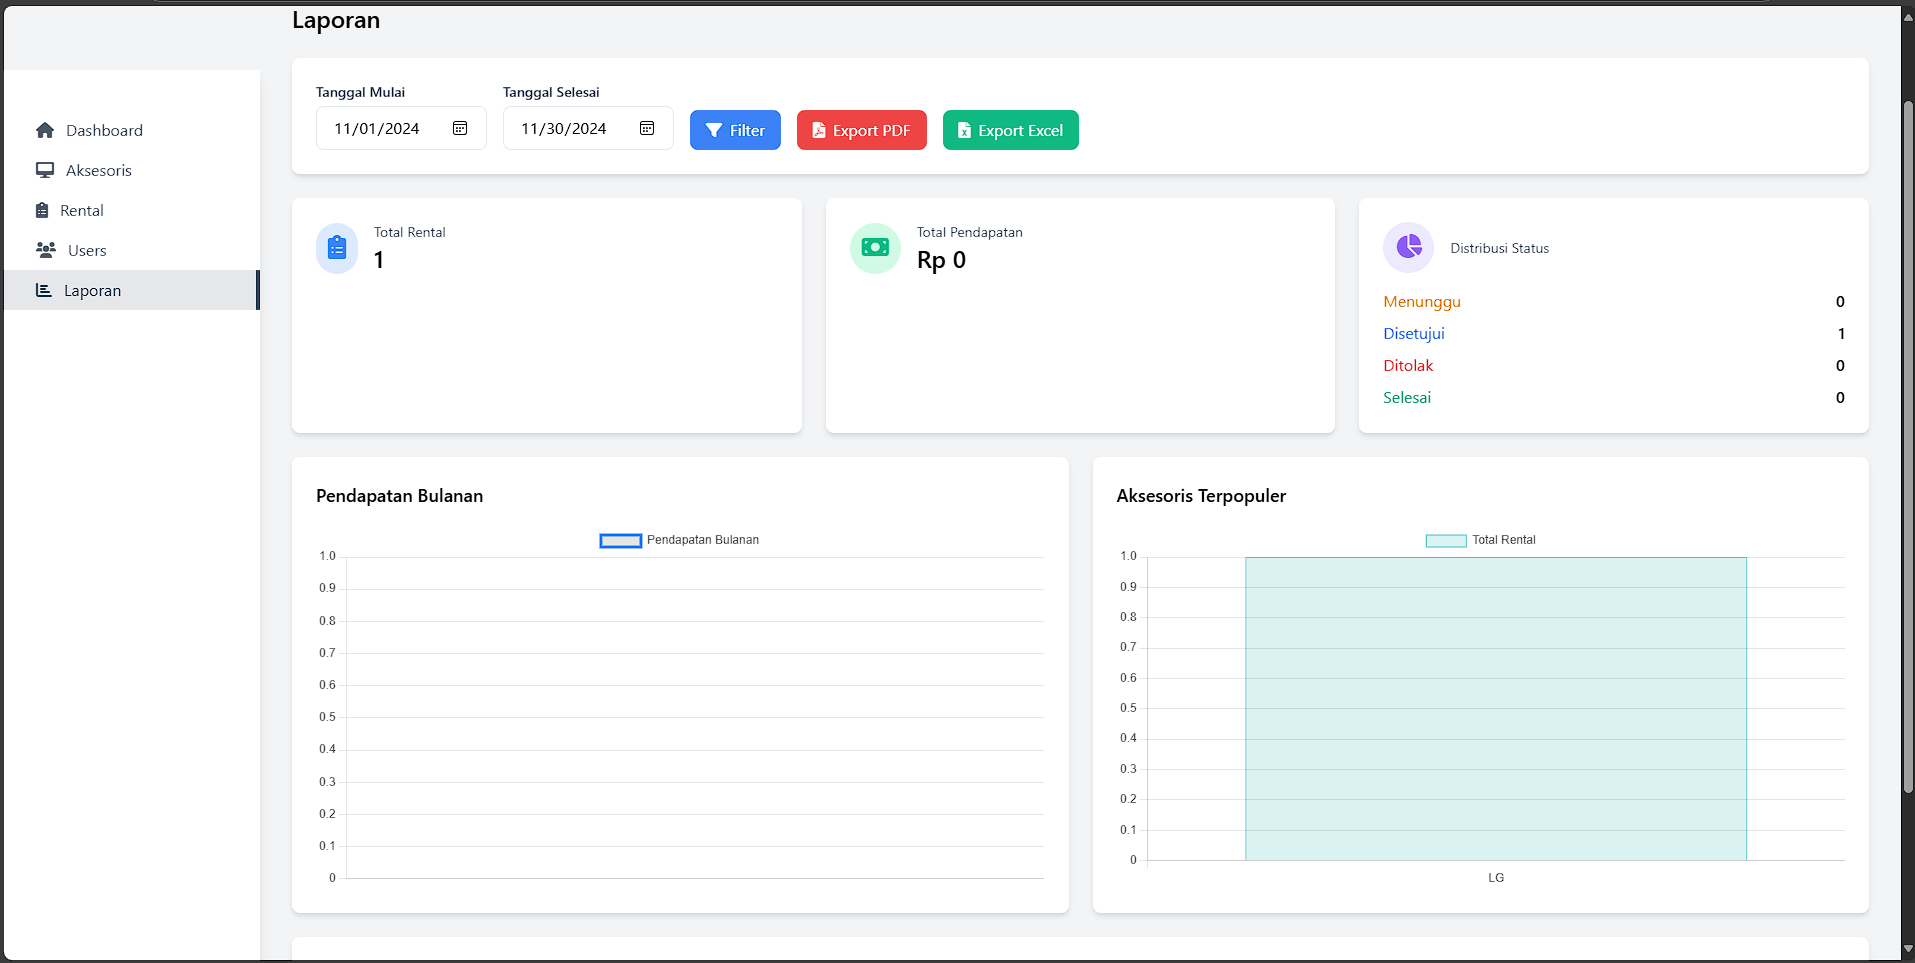 Laporan
Dashboard
Aksesoris
Rental
Users
Laporan
Tanggal Mulai
11/01/2024
Tanggal Selesai
11/30/2024
Filter
Export PDF
Export Excel
Total Rental
1
Total Pendapatan
Rp 0
Distribusi Status
Menunggu 0
Disetujui 1
Ditolak 0
Selesai 0
Pendapatan Bulanan
Pendapatan Bulanan
1.0
0.9
0.8
0.7
0.6
0.5
0.4
0.3
0.2
0.1
0
Aksesoris Terpopuler
Total Rental
1.0
0.9
0.8
0.7
0.6
0.5
0.4
0.3
0.2
0.1
0
LG